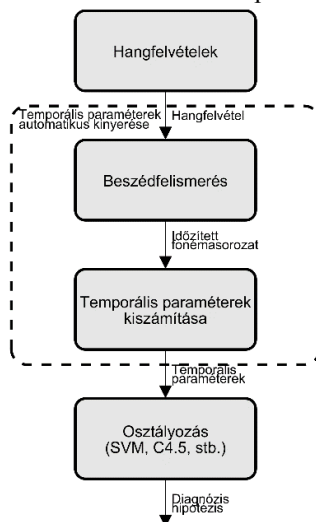 Hangfelvételek
Temporális paraméterek
automatikus kinyerése
Hangfelvétel
Beszédfelismerés
Időzített
fonémasorozat
Temporális paraméterek
kiszámítása
Temporális
paraméterek
Osztályozás
(SVM, C4.5, stb.)
Diagnózis
hipotézis